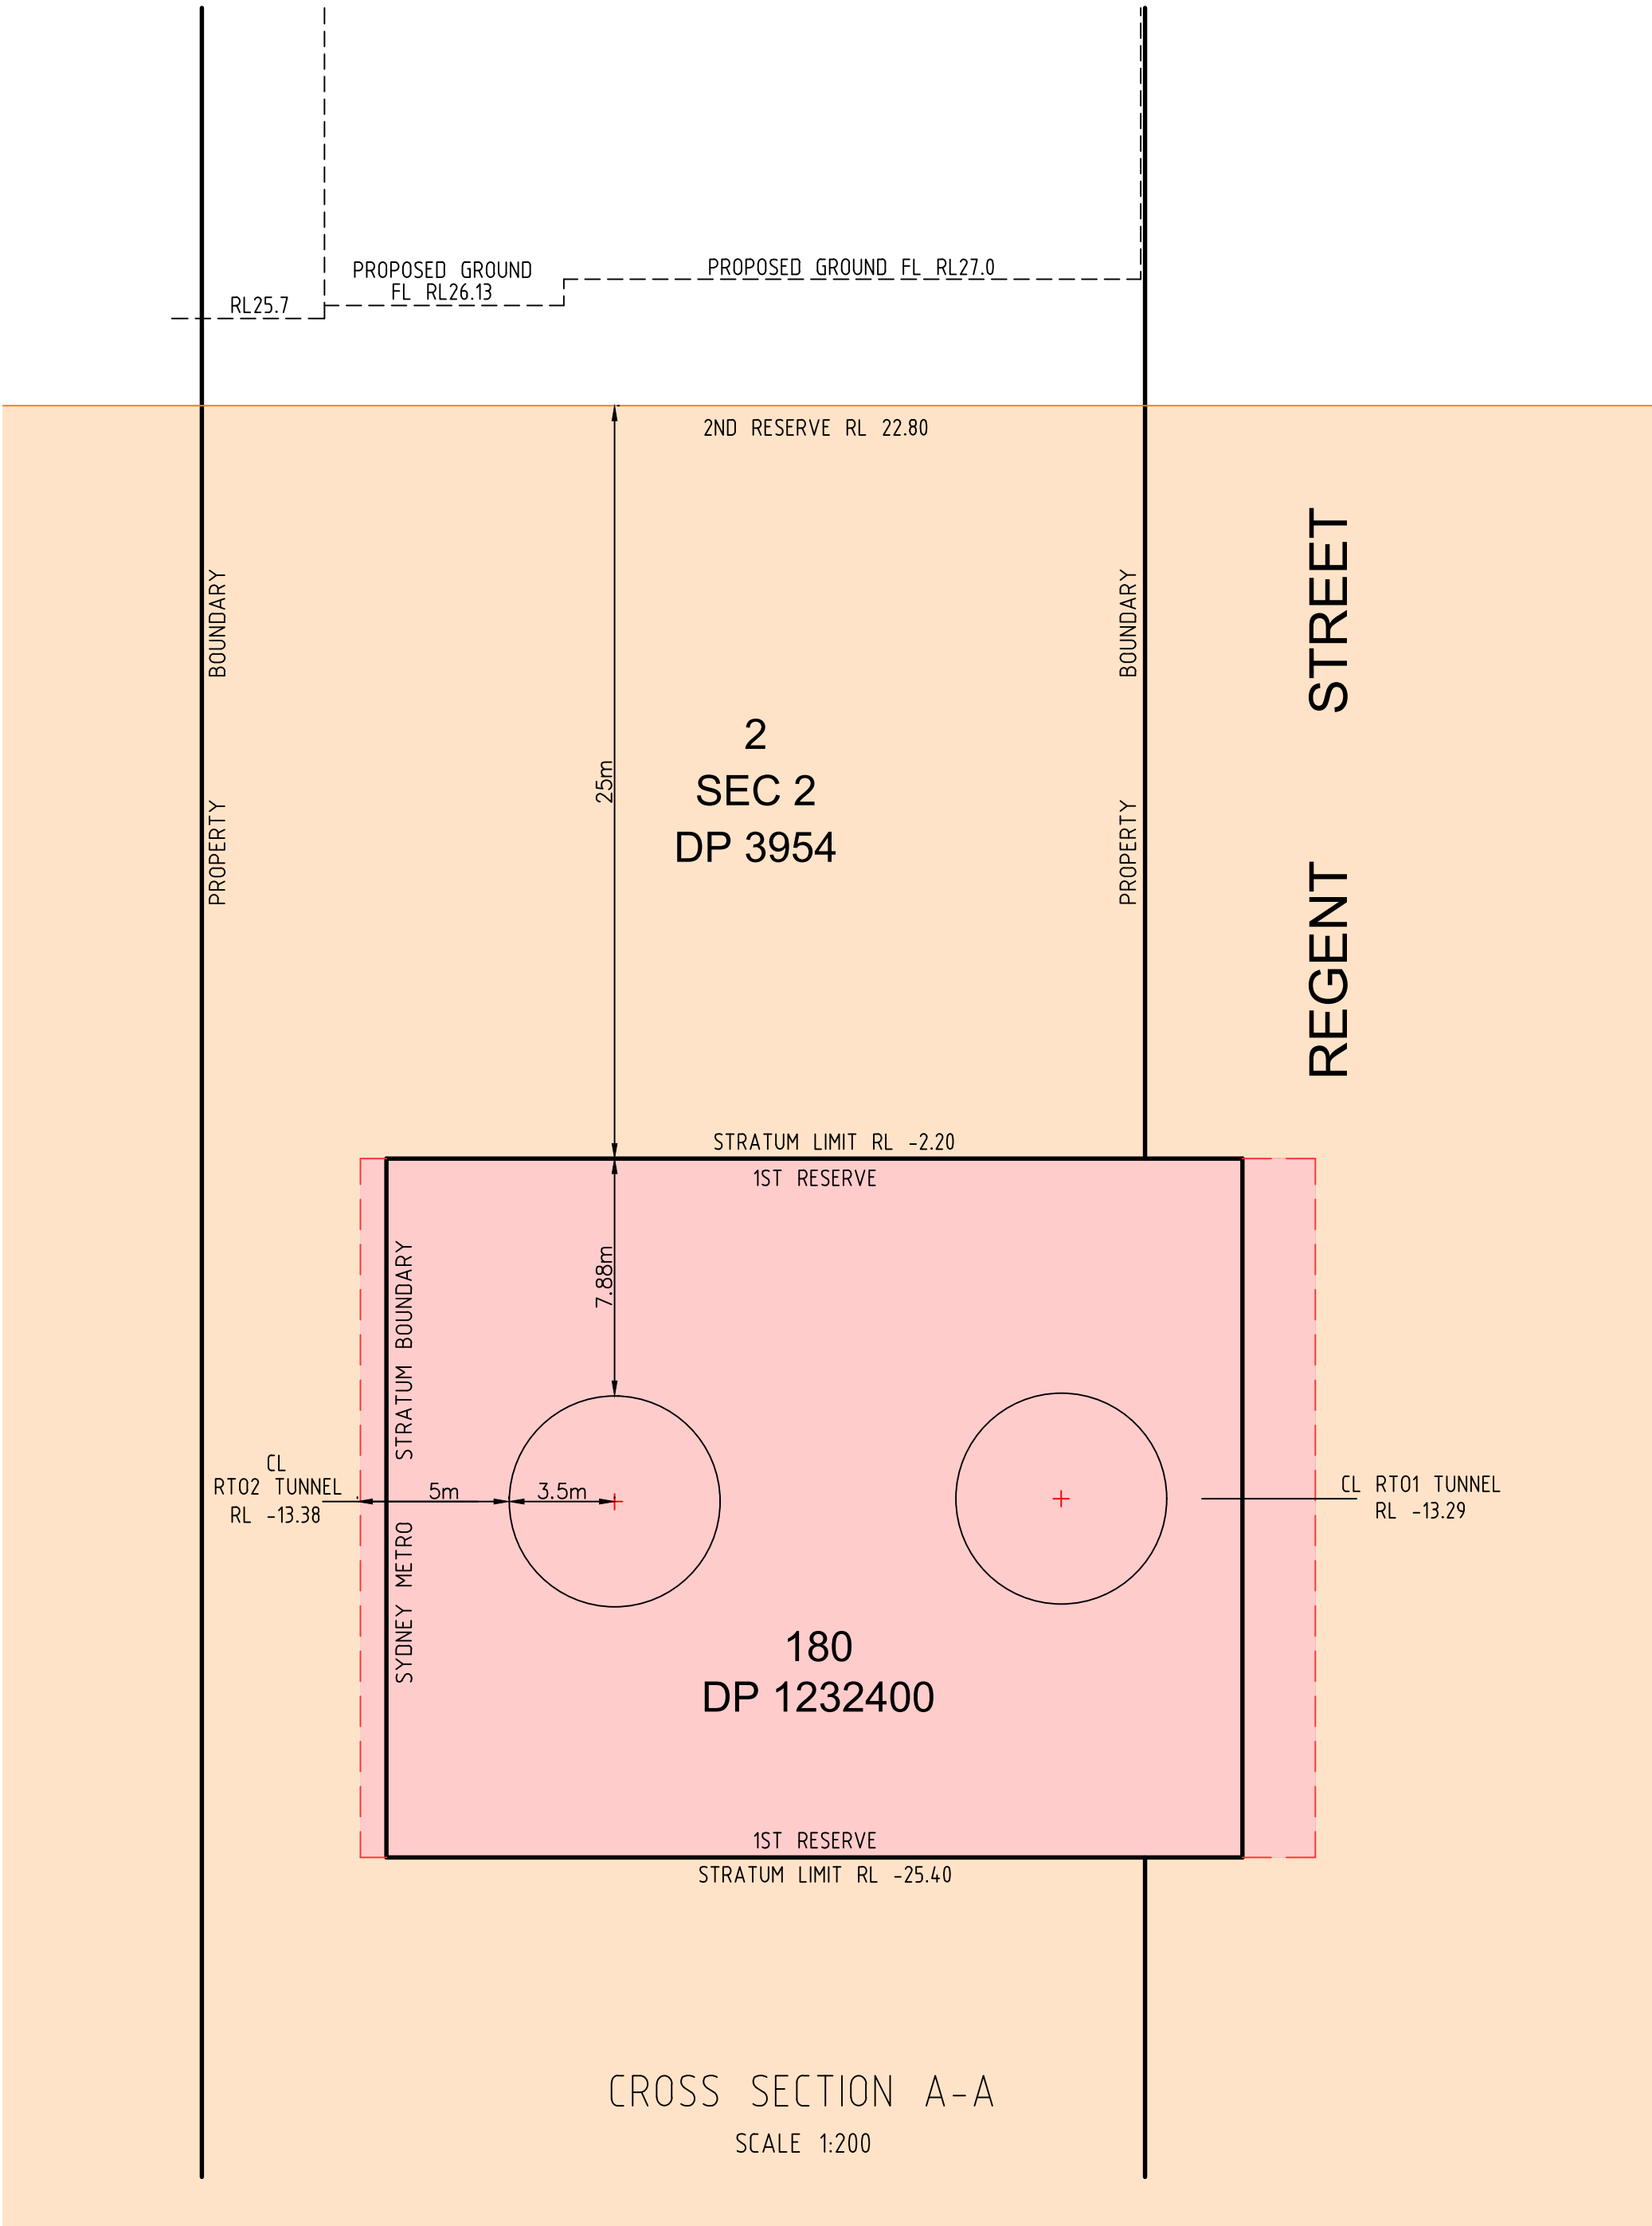 PROPOSED GROUND
FL RL26.13
PROPOSED GROUND FL RL27.0
RL25.7
2ND RESERVE RL 22.80
PROPERTY BOUNDARY
PROPERTY BOUNDARY
REGENT STREET
25m
2
SEC 2
DP 3954
STRATUM LIMIT RL -2.20
1ST RESERVE
7.88m
SYDNEY METRO STRATUM BOUNDARY
CL
RT02 TUNNEL
RL -13.38
5m
3.5m
CL RT01 TUNNEL
RL -13.29
180
DP 1232400
1ST RESERVE
STRATUM LIMIT RL -25.40
CROSS SECTION A-A
SCALE 1:200